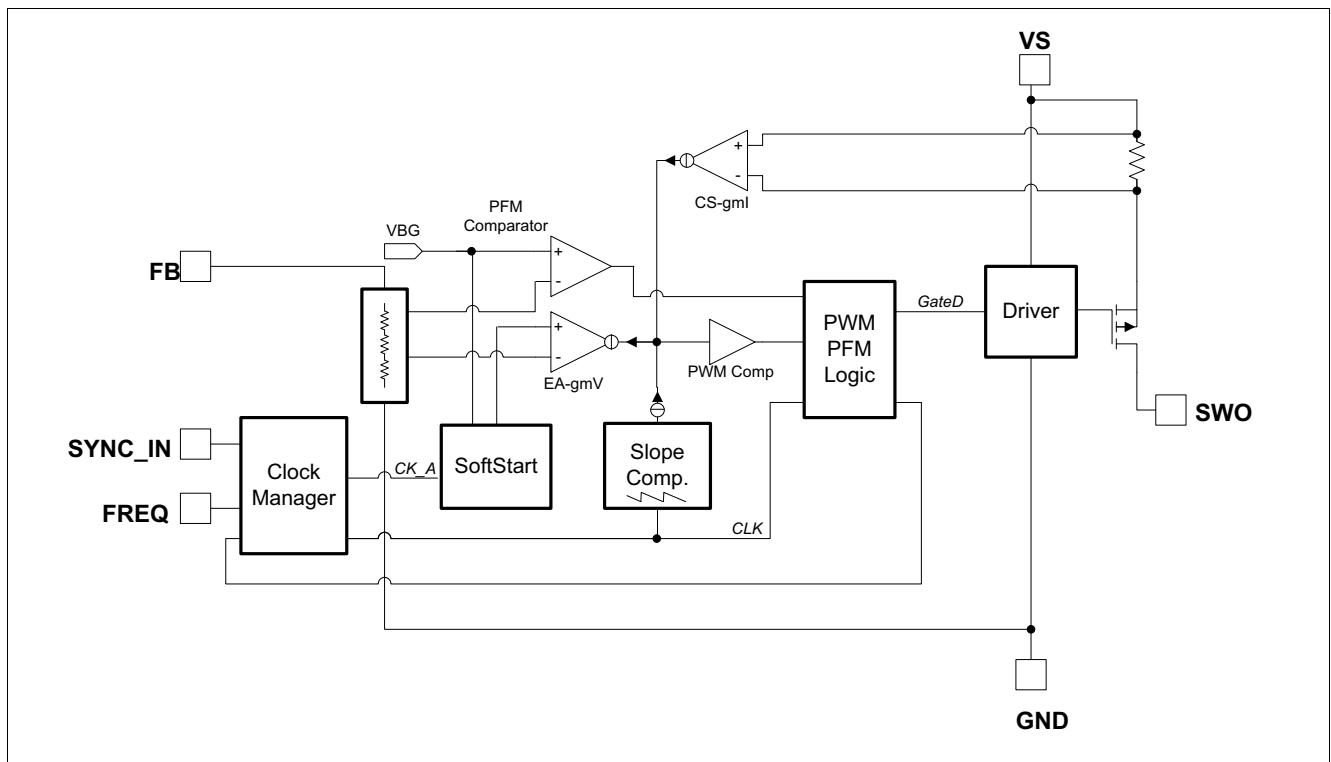 VS
+
-
CS-gmI
PFM
Comparator
VBG
+
-
FB
GateD
Driver
PWM
PFM
Logic
+
-
EA-gmV
PWM Comp
SWO
SYNC_IN
Clock
Manager
CK_A
SoftStart
Slope
Comp.
FREQ
CLK
GND